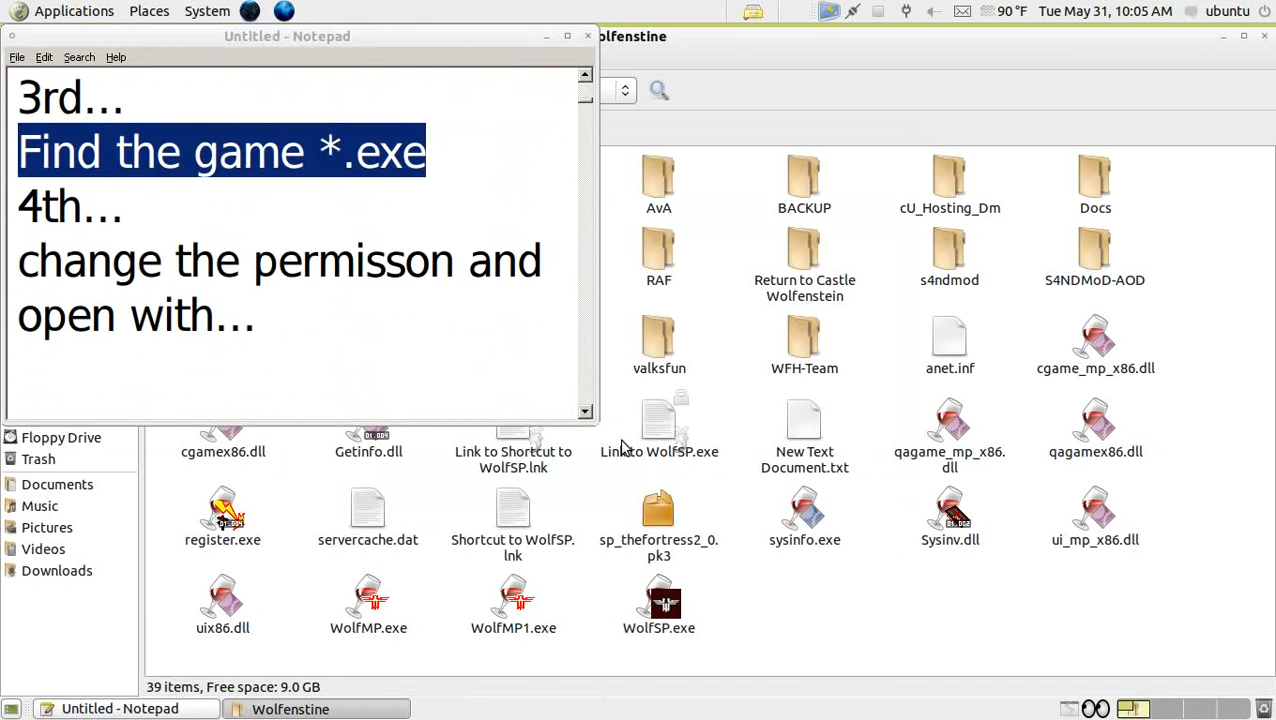 Applications Places System
90 °F Tue May 31, 10:05 AM ubuntu
Untitled - Notepad
olfenstine
File Edit Search Help
3rd...
Find the game *.exe
4th...
change the permisson and
open with...
AvA
BACKUP
cU_Hosting_Dm
Docs
RAF
Return to Castle
Wolfenstein
s4ndmod
S4NDMoD-AOD
valksfun
WFH-Team
anet.inf
cgame_mp_x86.dll
Floppy Drive
Trash
Documents
Music
Pictures
Videos
Downloads
cgamex86.dll
Getinfo.dll
Link to Shortcut to
WolfSP.lnk
Link to WolfSP.exe
New Text
Document.txt
qagame_mp_x86.
dll
qagamex86.dll
register.exe
servercache.dat
Shortcut to WolfSP.
lnk
sp_thefortress2_0.
pk3
sysinfo.exe
Sysinv.dll
ui_mp_x86.dll
uix86.dll
WolfMP.exe
WolfMP1.exe
WolfSP.exe
39 items, Free space: 9.0 GB
Untitled - Notepad
Wolfenstine